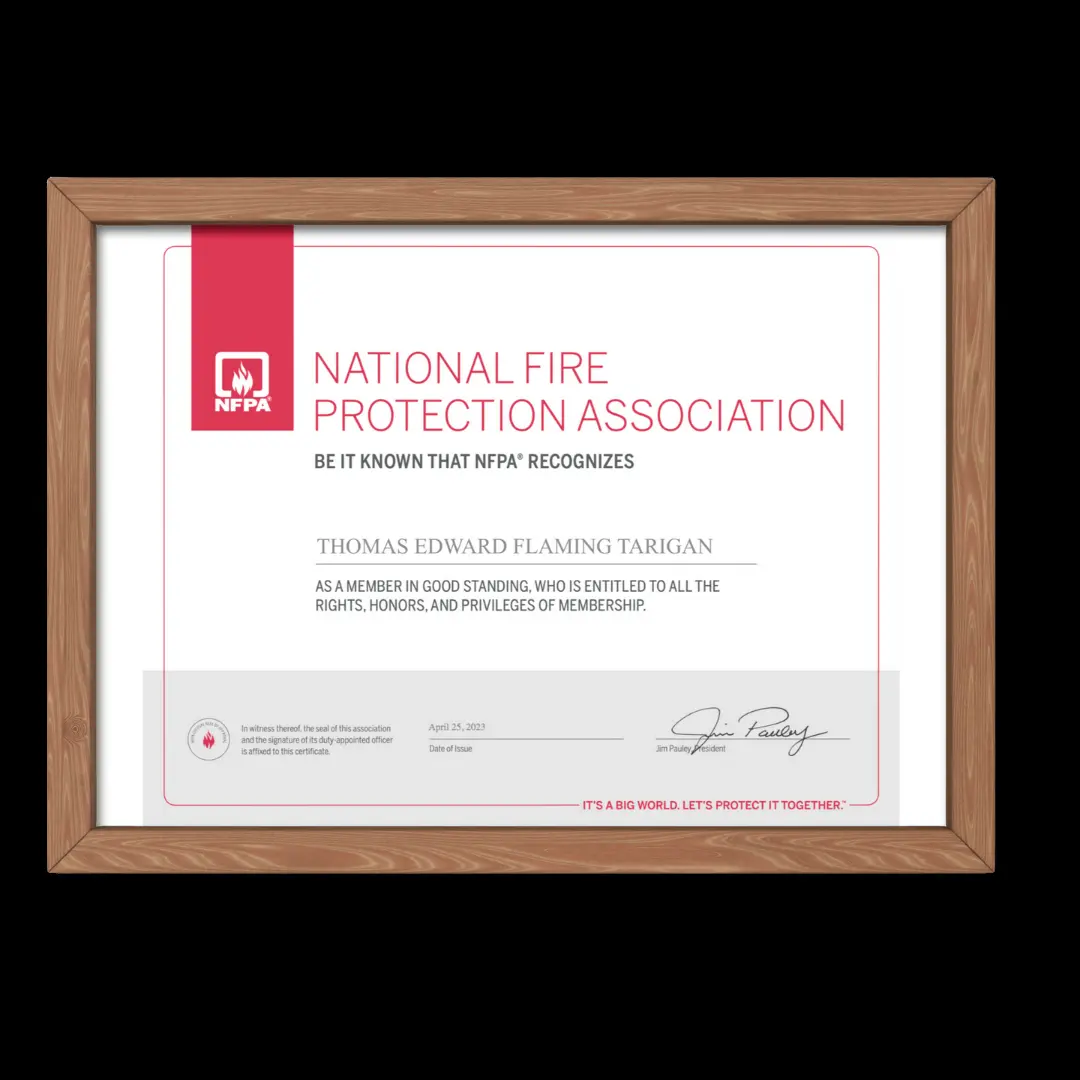 NFPA®
NATIONAL FIRE
PROTECTION ASSOCIATION
BE IT KNOWN THAT NFPA® RECOGNIZES
THOMAS EDWARD FLAMING TARIGAN
AS A MEMBER IN GOOD STANDING, WHO IS ENTITLED TO ALL THE
RIGHTS, HONORS, AND PRIVILEGES OF MEMBERSHIP.
In witness thereof, the seal of this association
and the signature of its duty-appointed officer
is affixed to this certificate.
April 25, 2023
Date of Issue
Jim Pauley
Jim Pauley, President
IT'S A BIG WORLD. LET'S PROTECT IT TOGETHER.™